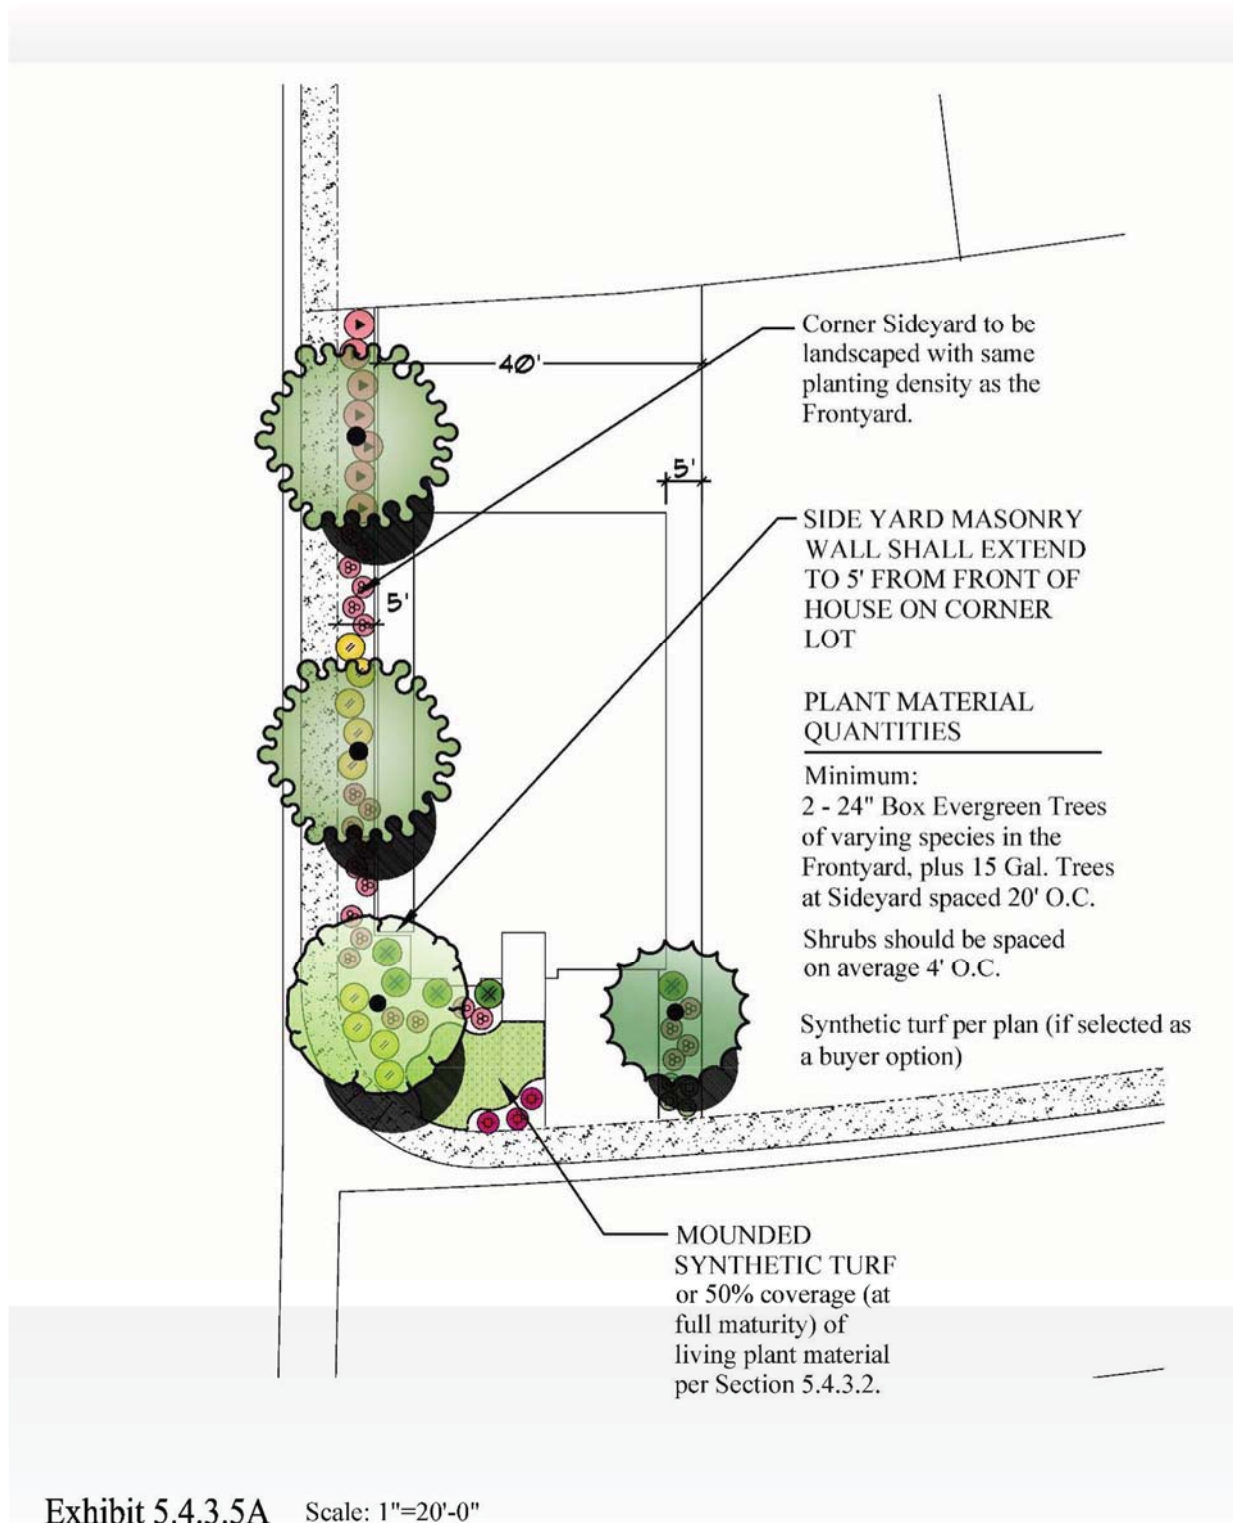 Corner Sideyard to be
landscaped with same
planting density as the
Frontyard.
40'
5'
SIDE YARD MASONRY
WALL SHALL EXTEND
TO 5' FROM FRONT OF
HOUSE ON CORNER
LOT
5'
PLANT MATERIAL
QUANTITIES
Minimum:
2 - 24" Box Evergreen Trees
of varying species in the
Frontyard, plus 15 Gal. Trees
at Sideyard spaced 20' O.C.
Shrubs should be spaced
on average 4' O.C.
Synthetic turf per plan (if selected as
a buyer option)
MOUNDED
SYNTHETIC TURF
or 50% coverage (at
full maturity) of
living plant material
per Section 5.4.3.2.
Exhibit 5.4.3.5A Scale: 1"=20'-0"